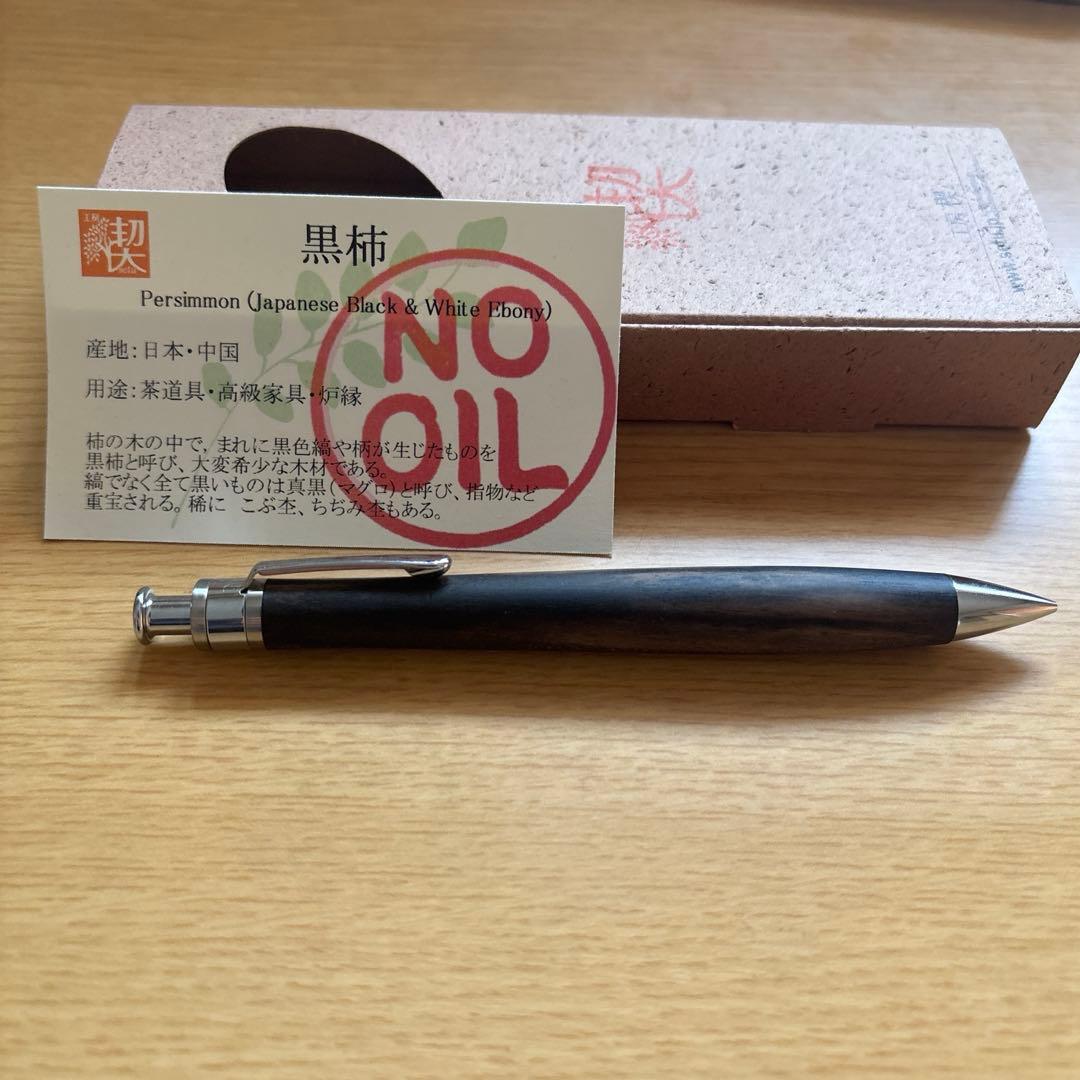 工房
楔
黒柿
Persimmon (Japanese Black & White Ebony)
産地：日本・中国
用途：茶道具・高級家具・炉縁
柿の木の中で、まれに黒色縞や柄が生じたものを
黒柿と呼び、大変希少な木材である。
縞でなく全て黒いものは真黒（マグロ）と呼び、指物など
重宝される。稀に　こぶ杢、ちぢみ杢もある。
NO
OIL
工房 楔